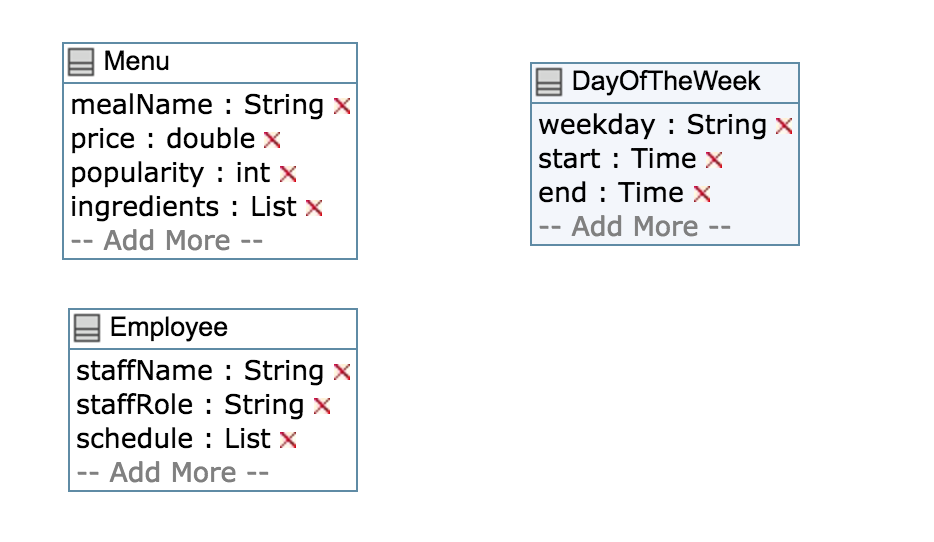 Menu
mealName : String
price : double
popularity : int
ingredients : List
-- Add More --
DayOfTheWeek
weekday : String
start : Time
end : Time
-- Add More --
Employee
staffName : String
staffRole : String
schedule : List
-- Add More --